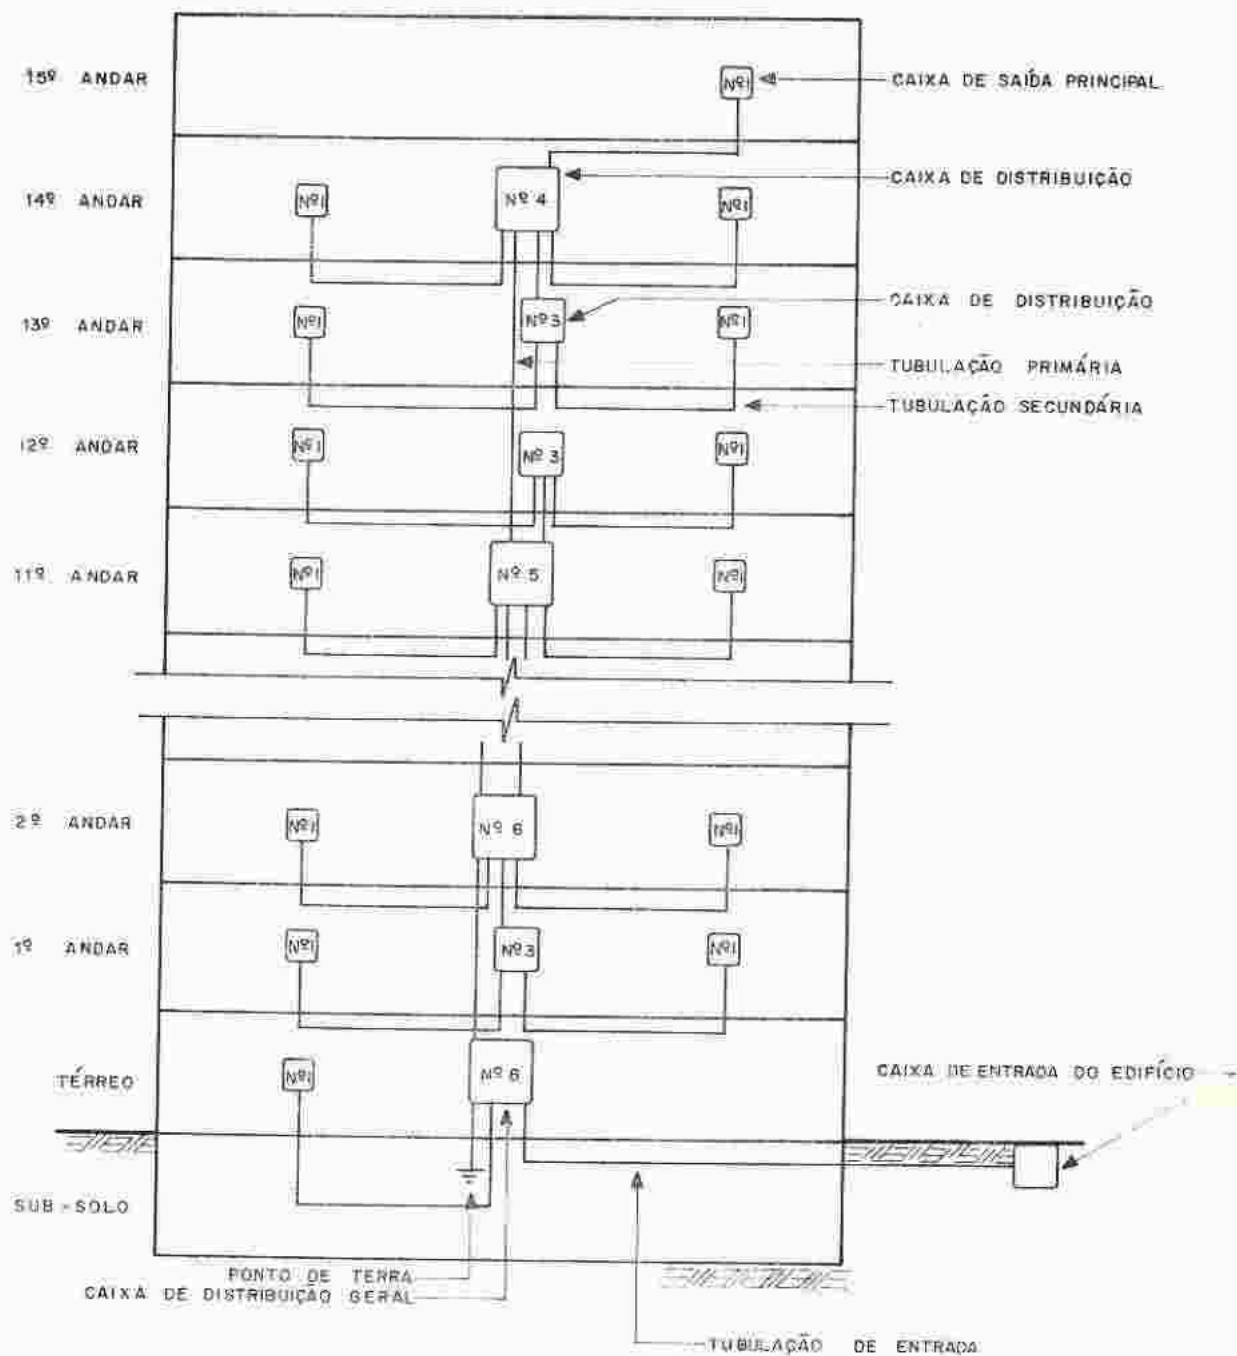 15º ANDAR
Nº1
CAIXA DE SAÍDA PRINCIPAL
14º ANDAR
Nº1
Nº 4
Nº1
CAIXA DE DISTRIBUIÇÃO
13º ANDAR
Nº1
Nº3
Nº1
CAIXA DE DISTRIBUIÇÃO
TUBULAÇÃO PRIMÁRIA
TUBULAÇÃO SECUNDÁRIA
12º ANDAR
Nº1
Nº 3
Nº1
11º ANDAR
Nº1
Nº 5
Nº1
2º ANDAR
Nº1
Nº 6
Nº1
1º ANDAR
Nº1
Nº3
Nº1
TÉRREO
Nº1
Nº 6
CAIXA DE ENTRADA DO EDIFÍCIO
SUB-SOLO
PONTO DE TERRA
CAIXA DE DISTRIBUIÇÃO GERAL
TUBULAÇÃO DE ENTRADA